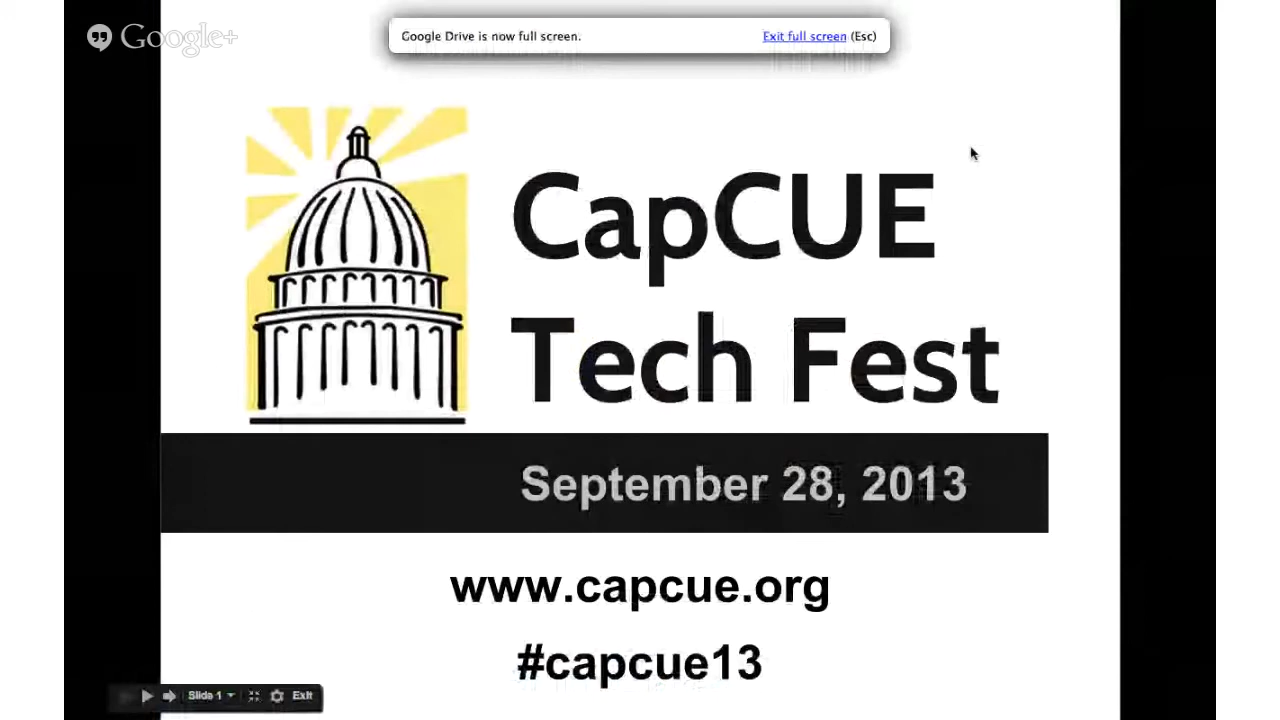 Google+
Google Drive is now full screen. Exit full screen (Esc)
CapCUE
Tech Fest
September 28, 2013
www.capcue.org
#capcue13
Slide 1 Exit